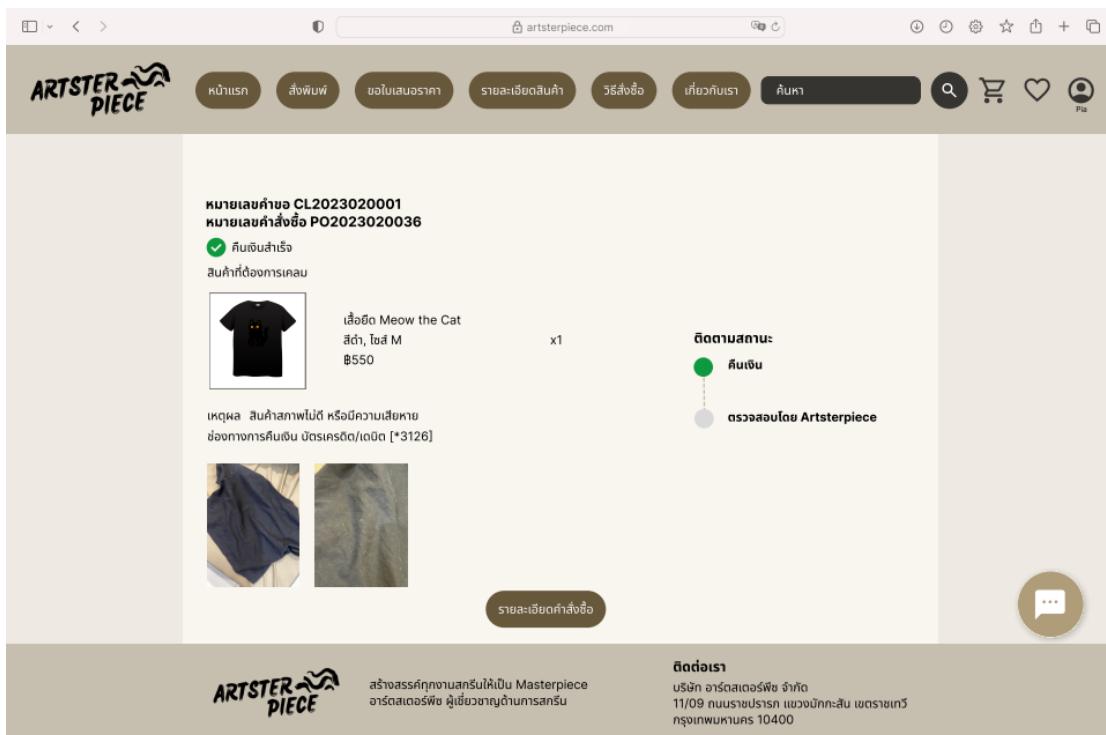 artsterpiece.com
ARTSTER
PIECE
หน้าแรก
สั่งพิมพ์
ขอใบเสนอราคา
รายละเอียดสินค้า
วิธีสั่งซื้อ
เกี่ยวกับเรา
ค้นหา
Pla
หมายเลขคำขอ CL2023020001
หมายเลขคำสั่งซื้อ PO2023020036
คืนเงินสำเร็จ
สินค้าที่ต้องการเคลม
เสื้อยืด Meow the Cat
สีดำ, ไซส์ M
x1
฿550
เหตุผล สินค้าสภาพไม่ดี หรือมีความเสียหาย
ช่องทางการคืนเงิน บัตรเครดิต/เดบิต [*3126]
ติดตามสถานะ
คืนเงิน
ตรวจสอบโดย Artsterpiece
รายละเอียดคำสั่งซื้อ
ARTSTER
PIECE
สร้างสรรค์ทุกงานสกรีนให้เป็น Masterpiece
อาร์ตสเตอร์พีซ ผู้เชี่ยวชาญด้านการสกรีน
ติดต่อเรา
บริษัท อาร์ตสเตอร์พีซ จำกัด
11/09 ถนนราชปรารภ แขวงมักกะสัน เขตราชเทวี
กรุงเทพมหานคร 10400